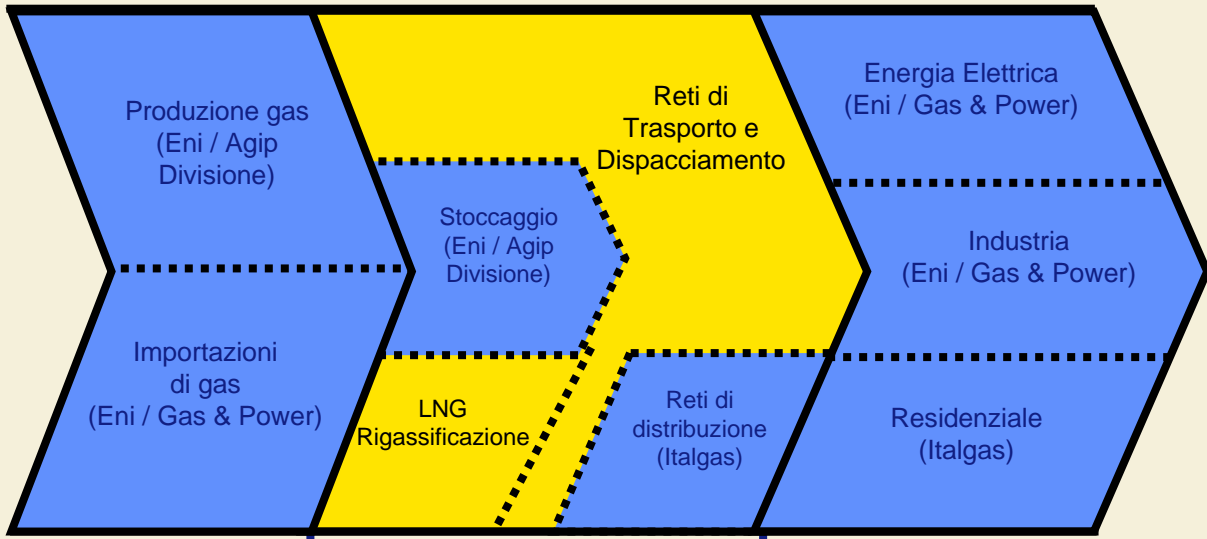 Produzione gas
(Eni / Agip
Divisione)
Importazioni
di gas
(Eni / Gas & Power)
Stoccaggio
(Eni / Agip
Divisione)
LNG
Rigassificazione
Reti di
Trasporto e
Dispacciamento
Reti di
distribuzione
(Italgas)
Energia Elettrica
(Eni / Gas & Power)
Industria
(Eni / Gas & Power)
Residenziale
(Italgas)